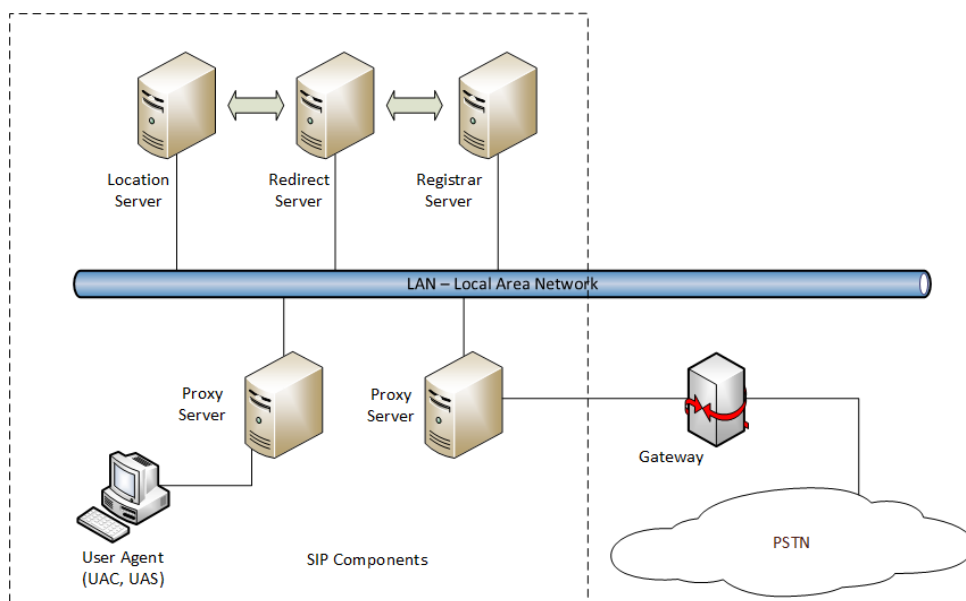 Location
Server
Redirect
Server
Registrar
Server
LAN – Local Area Network
Proxy
Server
Proxy
Server
Gateway
User Agent
(UAC, UAS)
SIP Components
PSTN